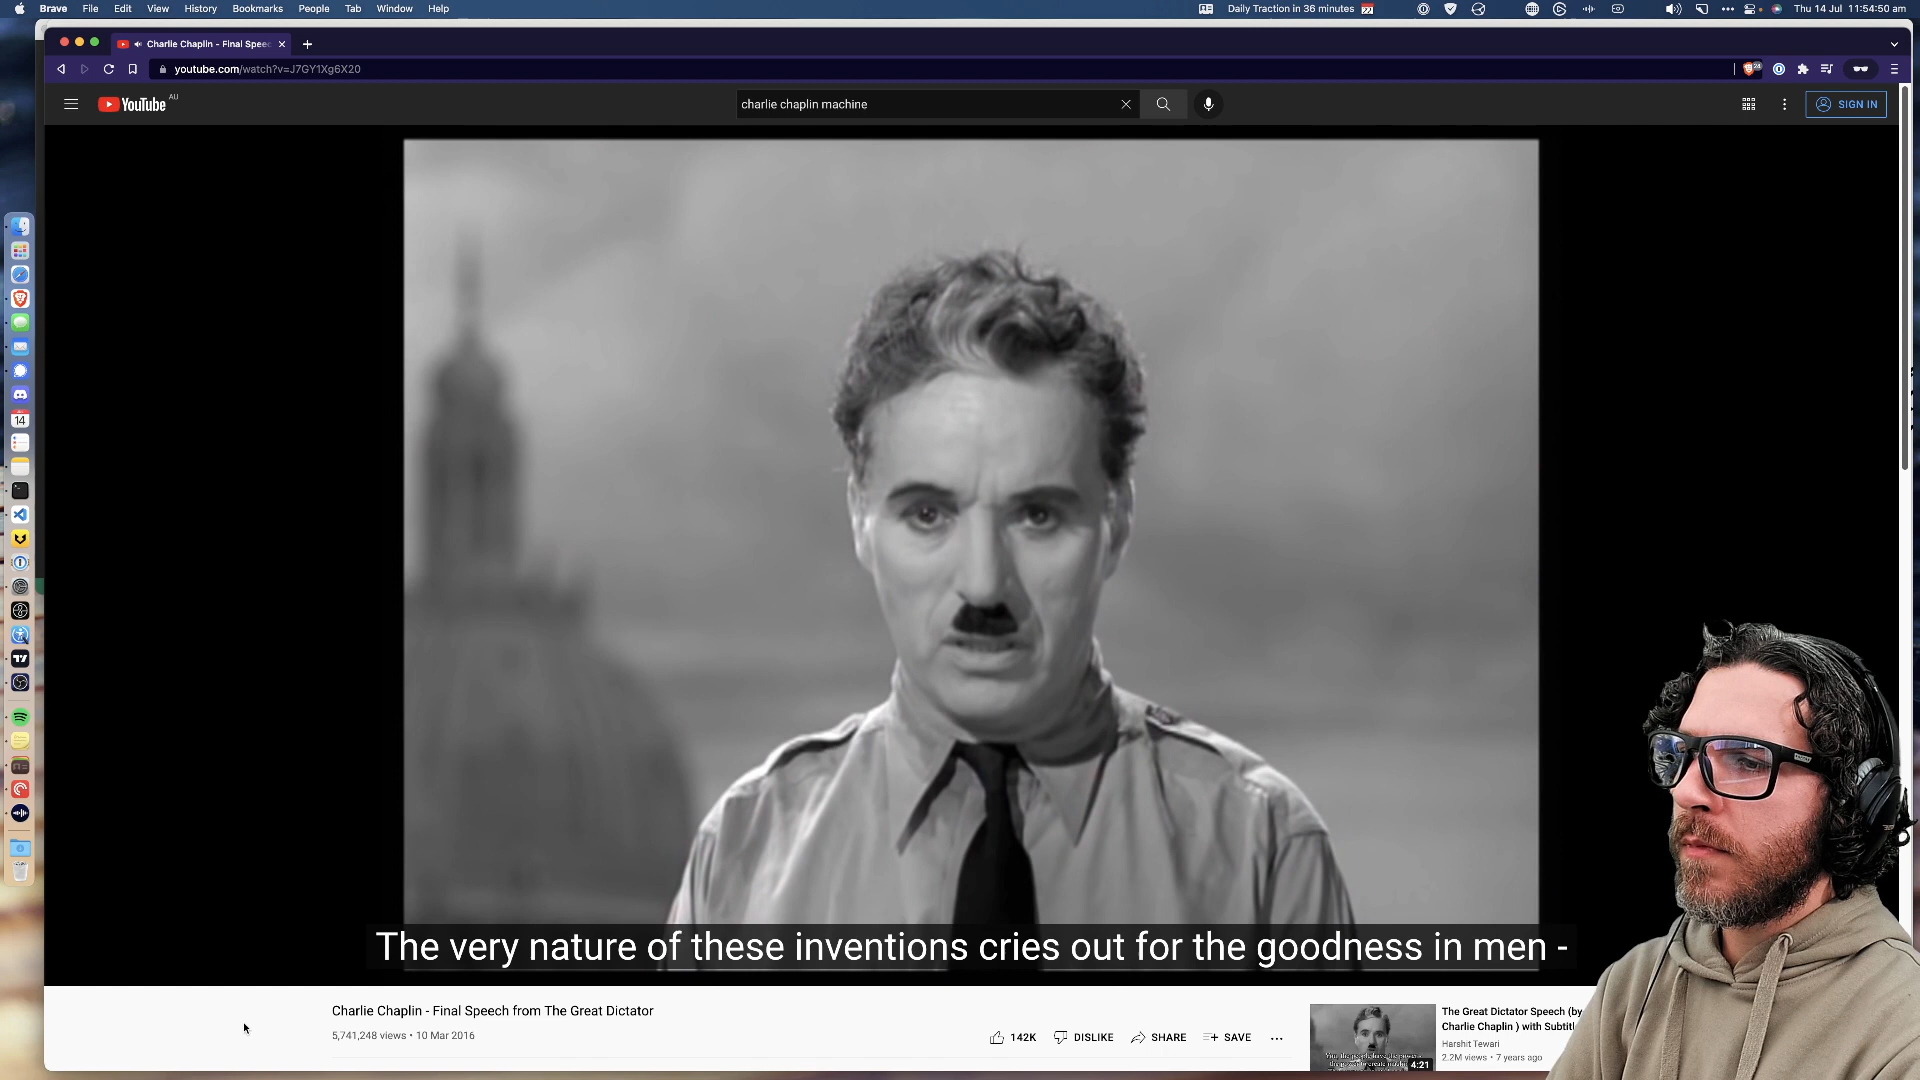 Brave File Edit View History Bookmarks People Tab Window Help
Daily Traction in 36 minutes
Thu 14 Jul 11:54:50 am
Charlie Chaplin - Final Spee
youtube.com/watch?v=J7GY1Xg6X20
24
YouTube AU
charlie chaplin machine
SIGN IN
14
The very nature of these inventions cries out for the goodness in men -
Charlie Chaplin - Final Speech from The Great Dictator
5,741,248 views • 10 Mar 2016
142K DISLIKE SHARE SAVE
The Great Dictator Speech (by
Charlie Chaplin ) with Subtitl
Harshit Tewari
2.2M views • 7 years ago
4:21